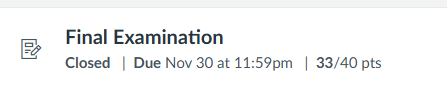 Final Examination
Closed | Due Nov 30 at 11:59pm | 33/40 pts